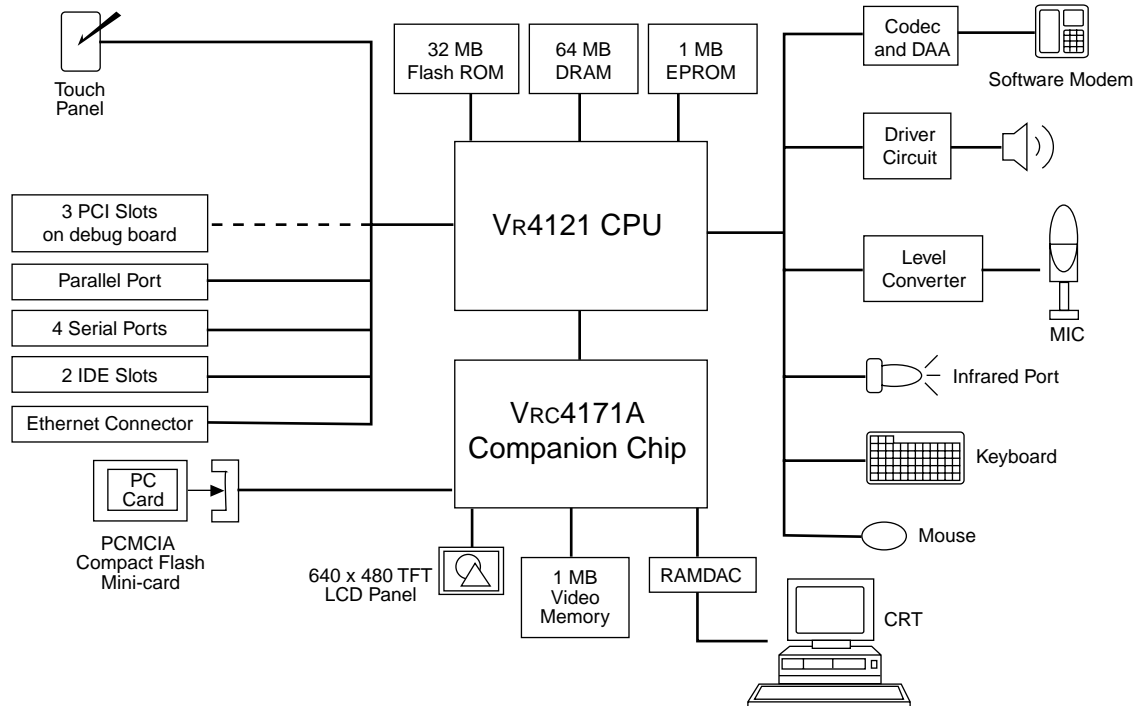 Touch
Panel
32 MB
Flash ROM
64 MB
DRAM
1 MB
EPROM
Codec
and DAA
Software Modem
Driver
Circuit
3 PCI Slots
on debug board
VR4121 CPU
Level
Converter
MIC
Parallel Port
4 Serial Ports
2 IDE Slots
Ethernet Connector
VRC4171A
Companion Chip
Infrared Port
Keyboard
Mouse
PC
Card
PCMCIA
Compact Flash
Mini-card
640 x 480 TFT
LCD Panel
1 MB
Video
Memory
RAMDAC
CRT